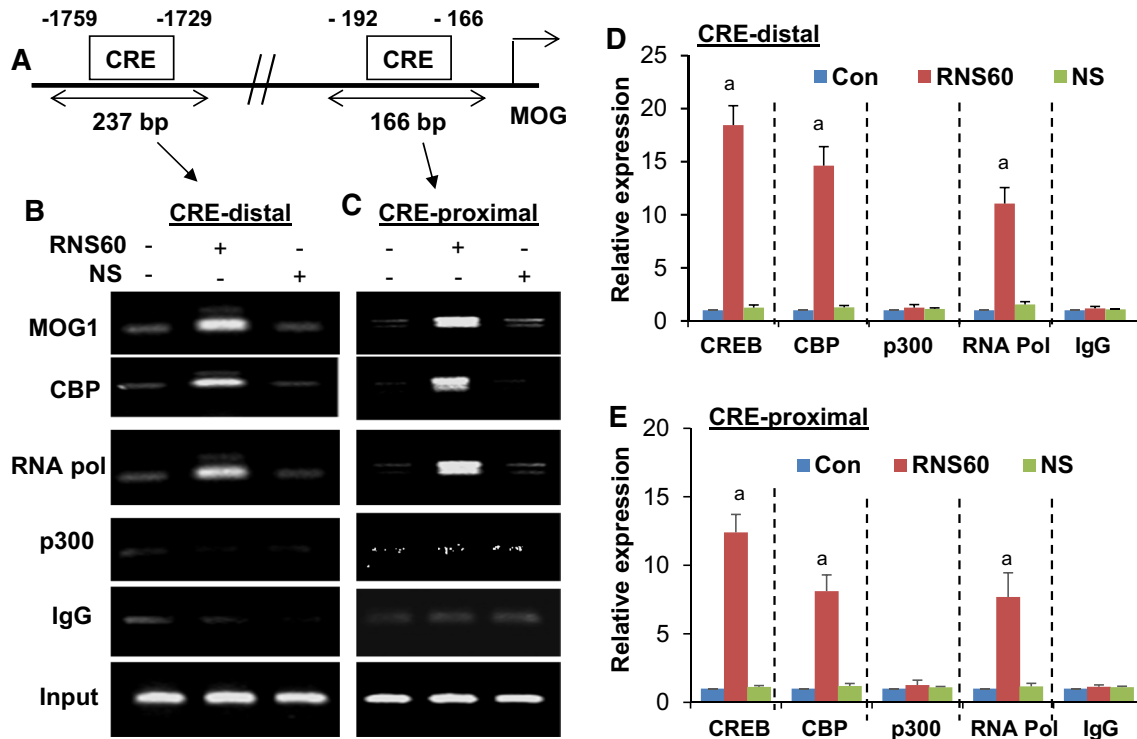 A
-1759 -1729 - 192 - 166
CRE CRE
237 bp 166 bp MOG
B CRE-distal C CRE-proximal
RNS60 - + - - + -
NS - - + - - +
MOG1
CBP
RNA pol
p300
IgG
Input
D CRE-distal
Con RNS60 NS
Relative expression
25
20
15
10
5
0
a a a
CREB CBP p300 RNA Pol IgG
E CRE-proximal
Con RNS60 NS
Relative expression
20
15
10
5
0
a a a
CREB CBP p300 RNA Pol IgG